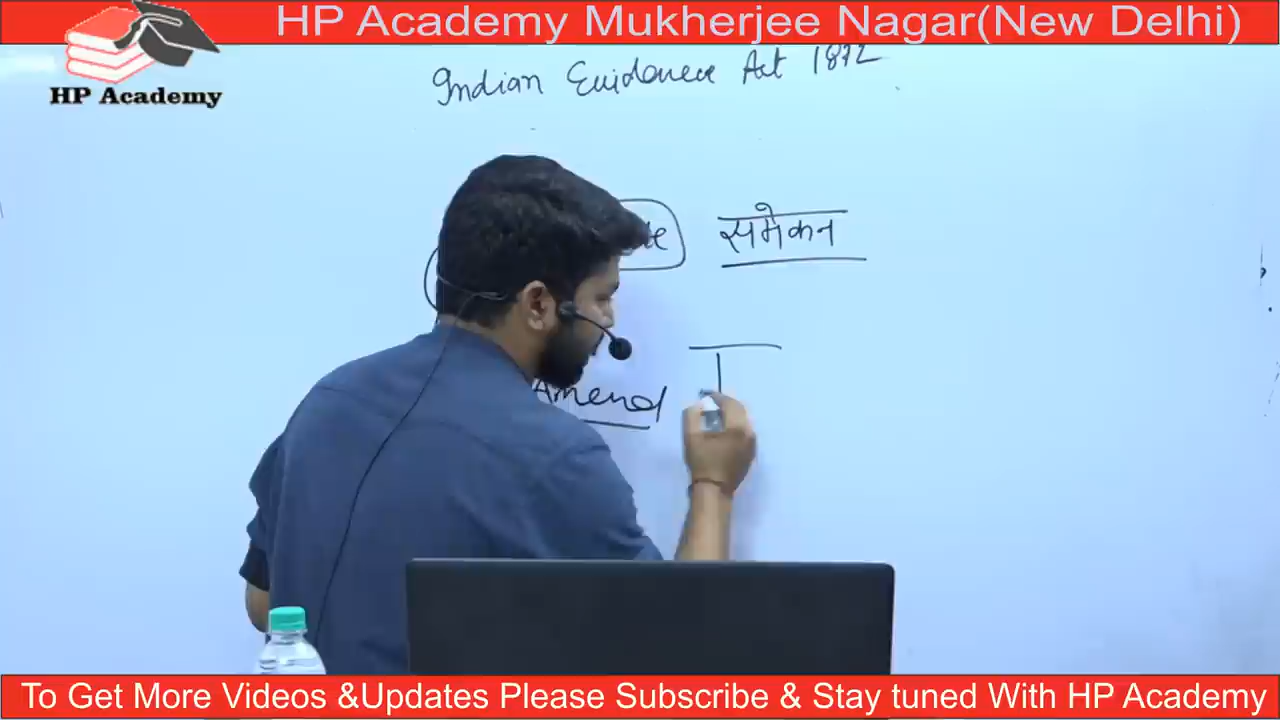 HP Academy Mukherjee Nagar(New Delhi)
HP Academy
Indian Evidence Act 1872
समेकन
Amend
To Get More Videos &Updates Please Subscribe & Stay tuned With HP Academy